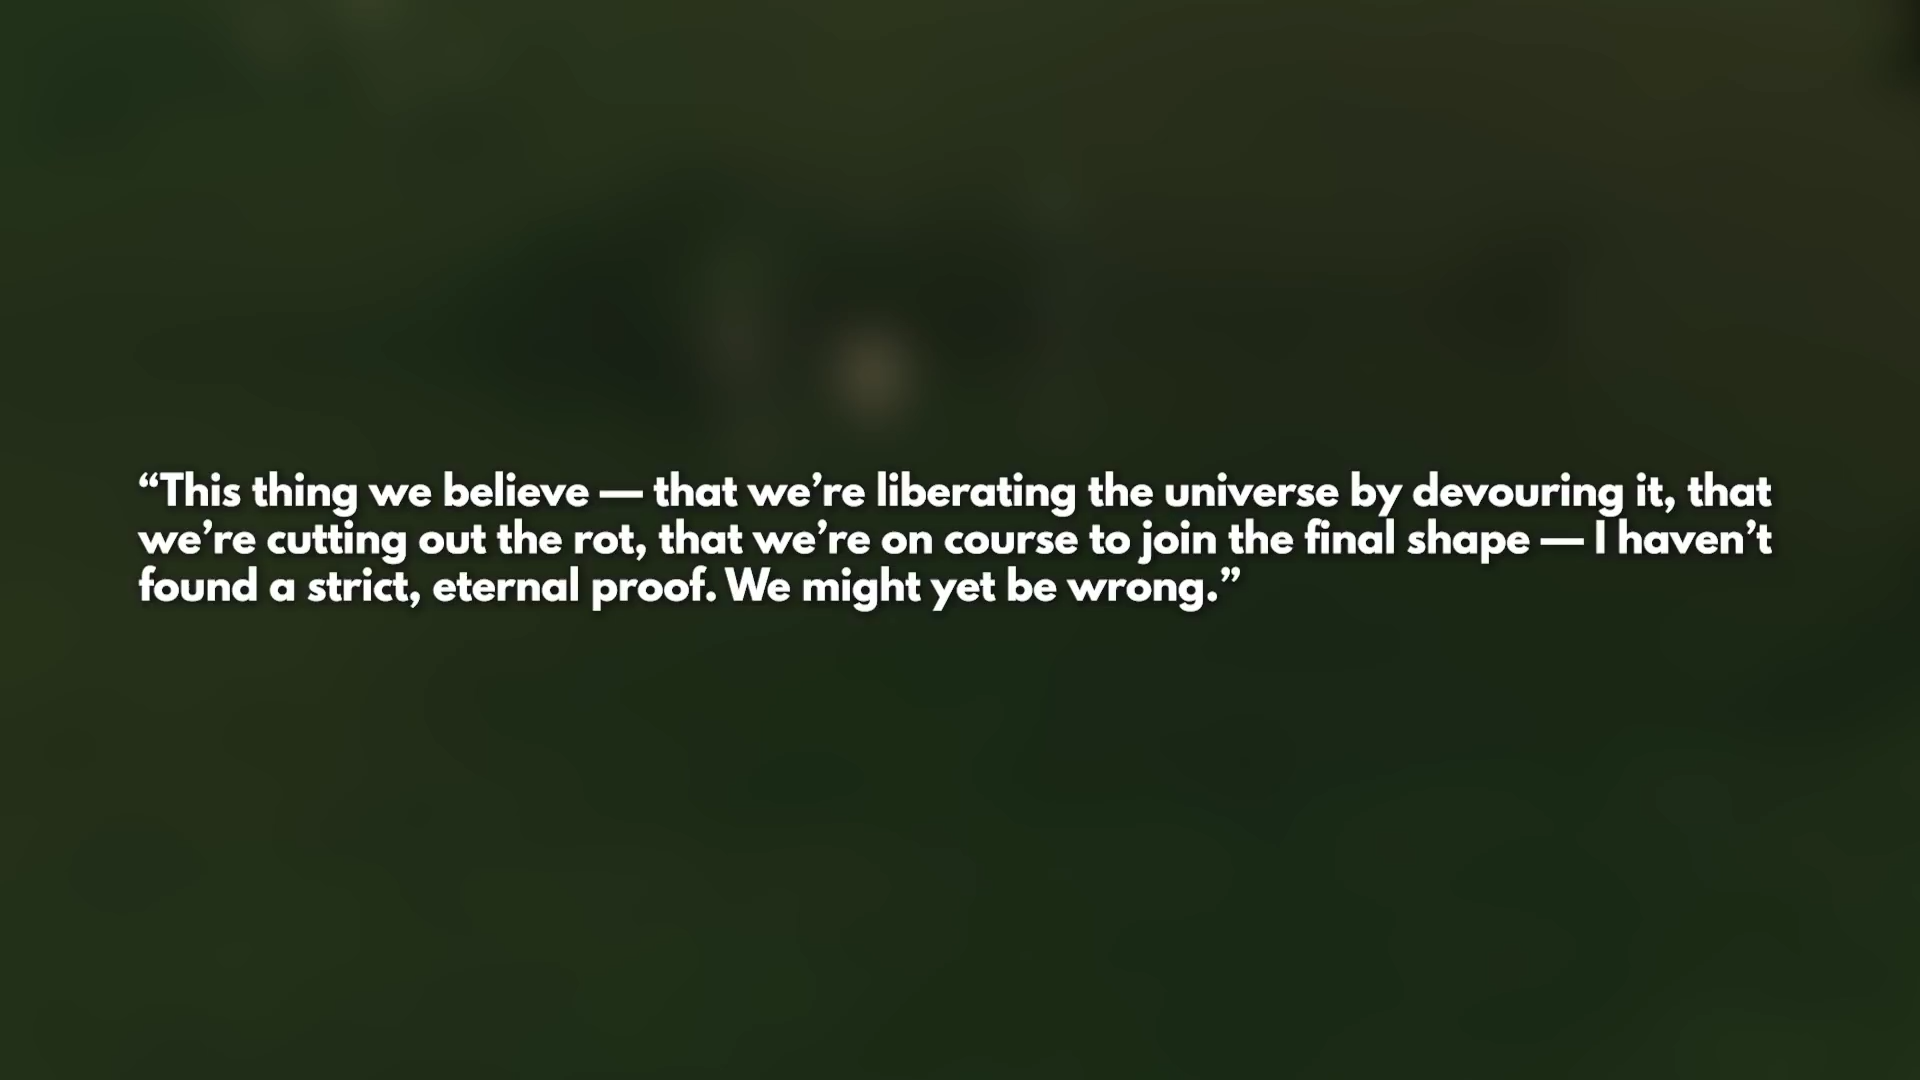 “This thing we believe — that we’re liberating the universe by devouring it, that
we’re cutting out the rot, that we’re on course to join the final shape — I haven’t
found a strict, eternal proof. We might yet be wrong.”